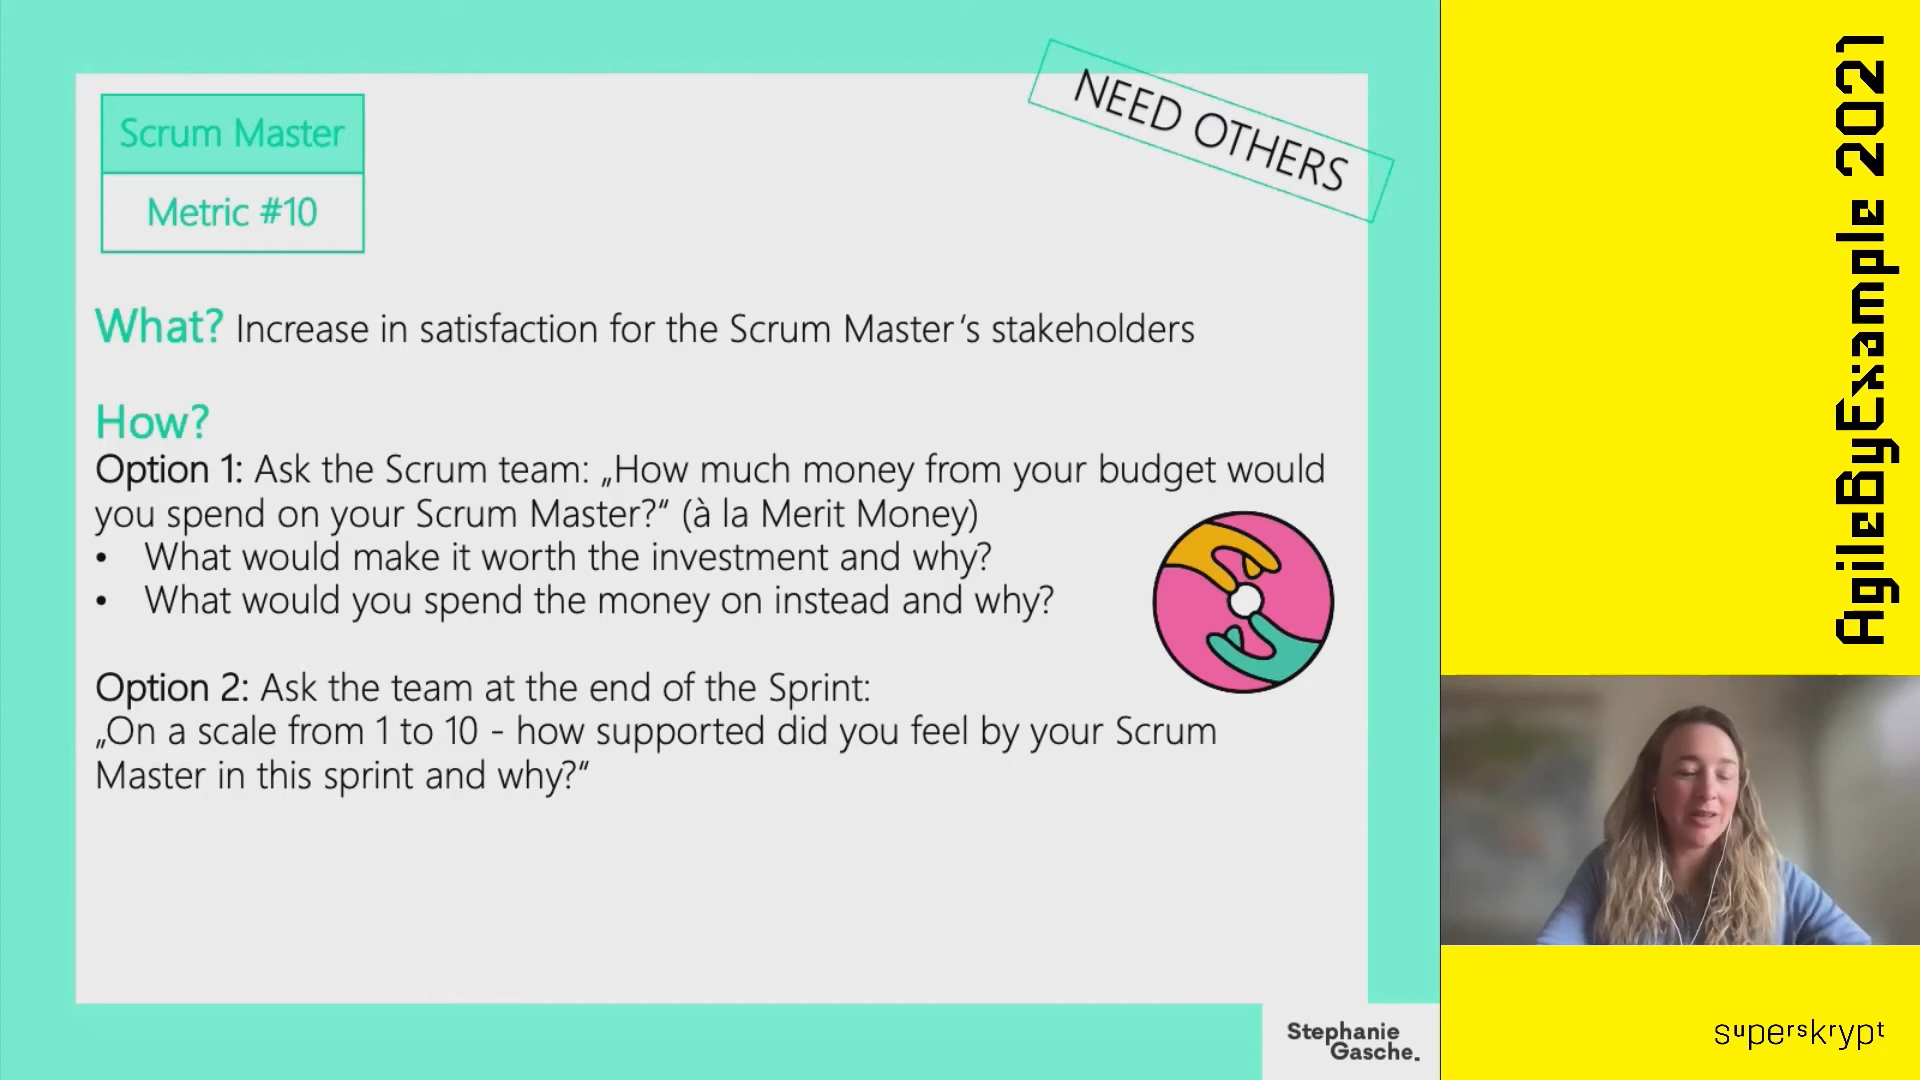 NEED OTHERS
Scrum Master
Metric #10
What? Increase in satisfaction for the Scrum Master's stakeholders
How?
Option 1: Ask the Scrum team: „How much money from your budget would
you spend on your Scrum Master?“ (à la Merit Money)
• What would make it worth the investment and why?
• What would you spend the money on instead and why?
Option 2: Ask the team at the end of the Sprint:
„On a scale from 1 to 10 - how supported did you feel by your Scrum
Master in this sprint and why?“
Stephanie
Gasche.
AgileByExample 2021
superskrypt